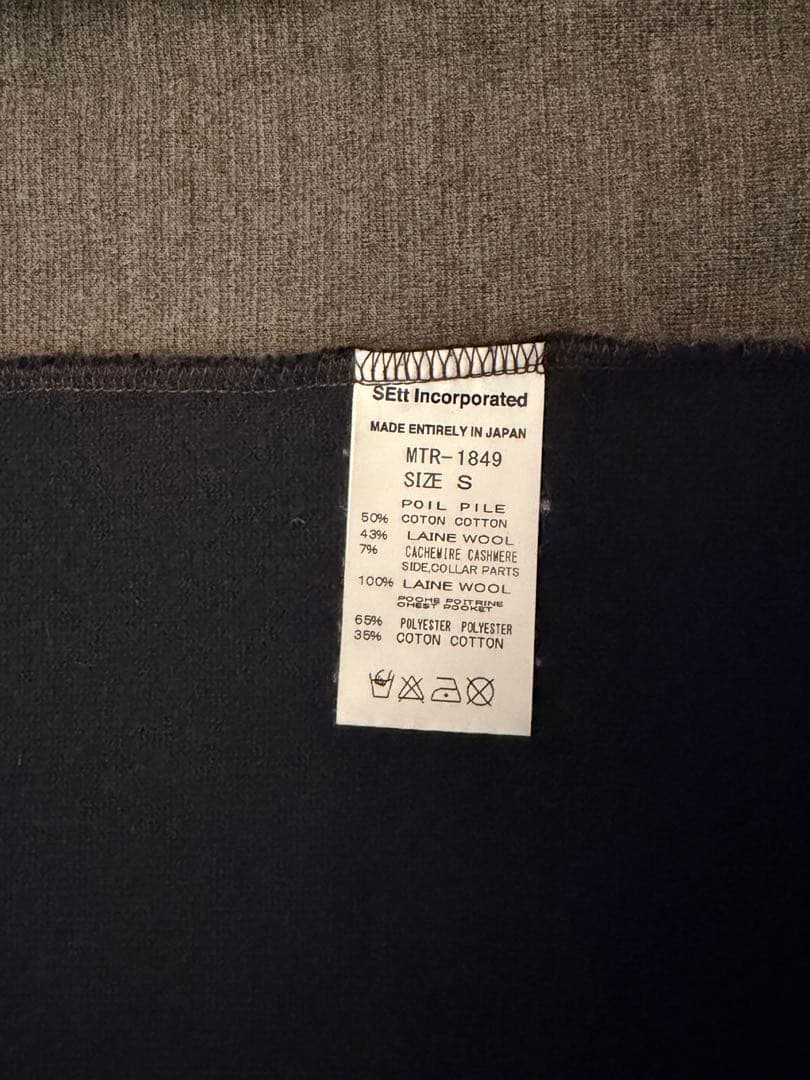 SEtt Incorporated
MADE ENTIRELY IN JAPAN
MTR-1849
SIZE S
POIL PILE
50% COTON COTTON
43% LAINE WOOL
7% CACHEMIRE CASHMERE
SIDE,COLLAR PARTS
100% LAINE WOOL
POCHE POITRINE
CHEST POCKET
65% POLYESTER POLYESTER
35% COTON COTTON